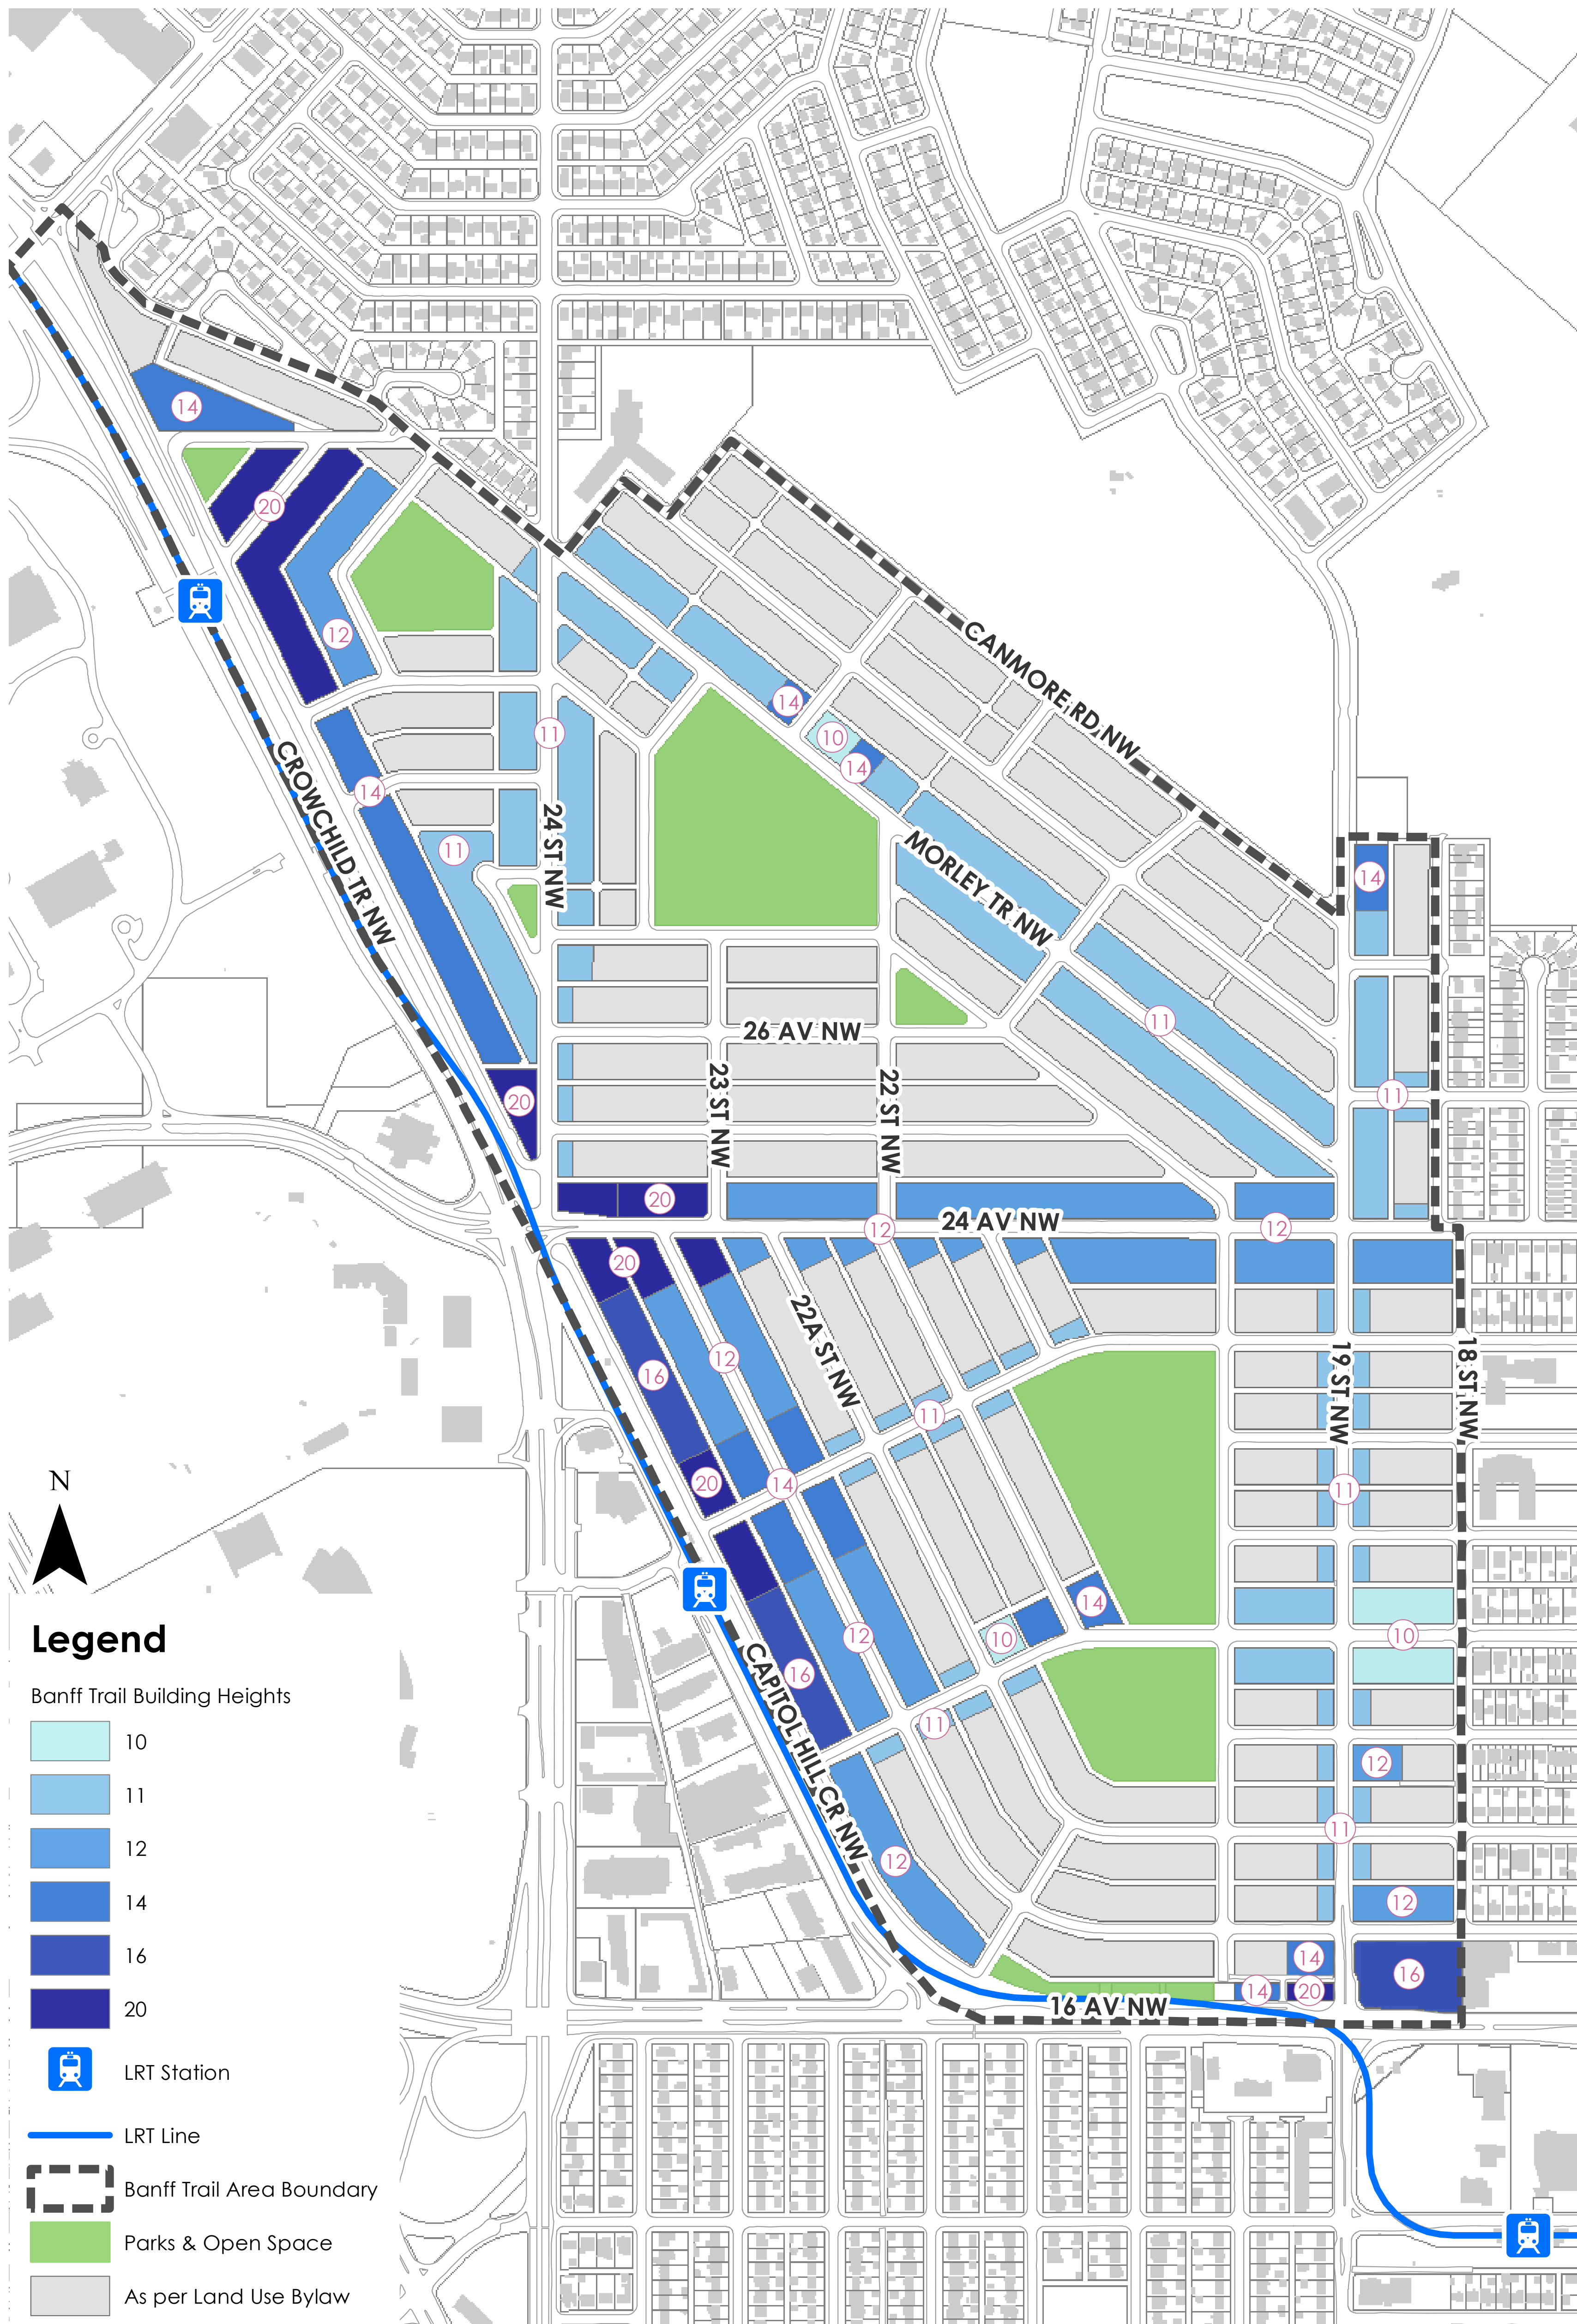 14
20
12
14
10
14
CANMORE RD NW
11
14
11
CROWCHILD TR NW
24 ST NW
MORLEY TR NW
14
11
26 AV NW
23 ST NW
22 ST NW
20
11
20
12
24 AV NW
12
20
12
16
22A ST NW
11
19 ST NW
18 ST NW
20
14
11
N
14
12
10
10
16
CAPITOL HILL CR NW
11
12
11
12
12
14
16
14
20
16 AV NW
Legend
Banff Trail Building Heights
10
11
12
14
16
20
LRT Station
LRT Line
Banff Trail Area Boundary
Parks & Open Space
As per Land Use Bylaw